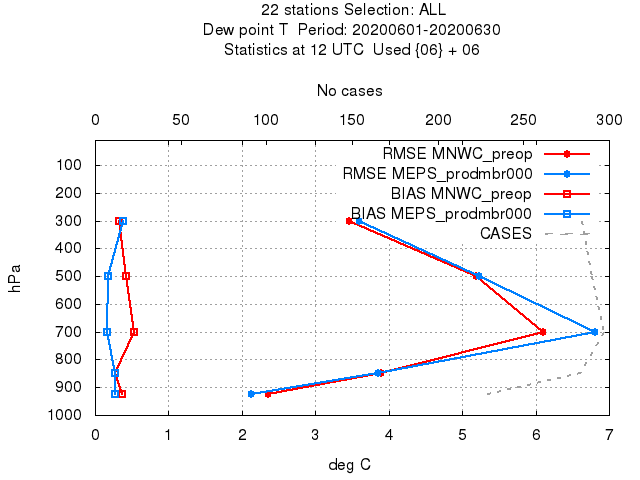 22 stations Selection: ALL
Dew point T  Period: 20200601-20200630
Statistics at 12 UTC  Used {06} + 06
No cases
0 50 100 150 200 250 300
RMSE MNWC_preop
RMSE MEPS_prodmbr000
BIAS MNWC_preop
BIAS MEPS_prodmbr000
CASES
hPa
100
200
300
400
500
600
700
800
900
1000
0 1 2 3 4 5 6 7
deg C